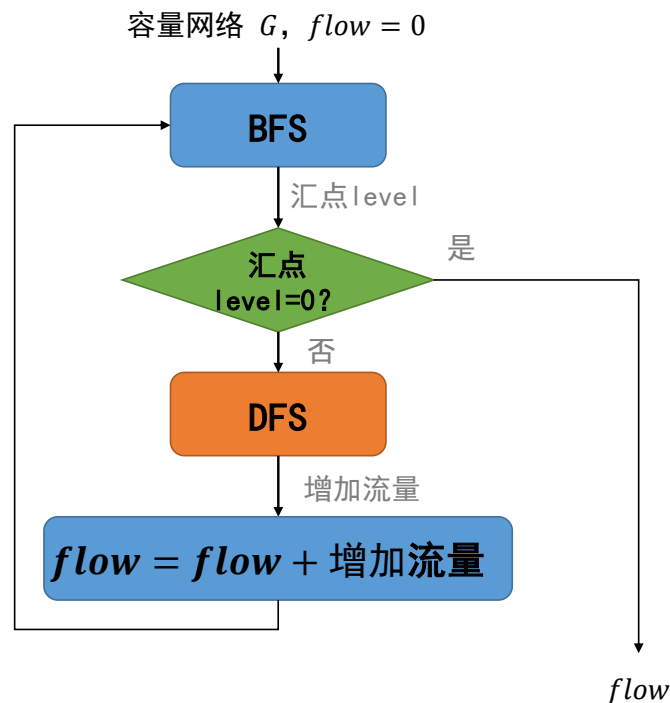 容量网络 G, flow = 0
BFS
汇点level
汇点
level=0?
是
否
DFS
增加流量
flow = flow + 增加流量
flow